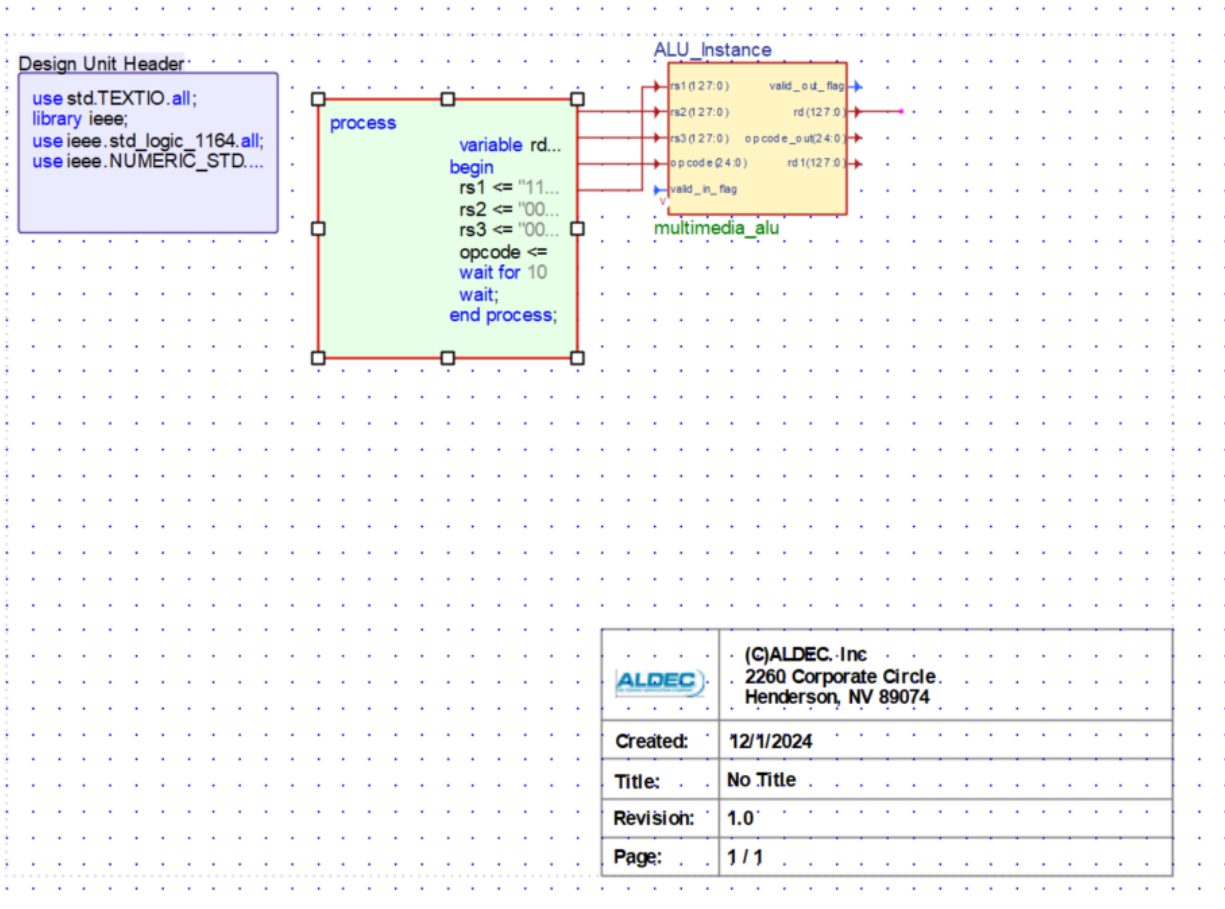 Design Unit Header
use std.TEXTIO.all;
library ieee;
use ieee.std_logic_1164.all;
use ieee.NUMERIC_STD....
process
variable rd...
begin
rs1 <= "11...
rs2 <= "00...
rs3 <= "00...
opcode <=
wait for 10
wait;
end process;
ALU_Instance
rs1(127:0) valid_out_flag
rs2(127:0) rd(127:0)
rs3(127:0) opcode_out(24:0)
opcode(24:0) rd1(127:0)
valid_in_flag
v
multimedia_alu
ALDEC
(C)ALDEC. Inc
2260 Corporate Circle
Henderson, NV 89074
Created: 12/1/2024
Title: No Title
Revision: 1.0
Page: 1 / 1